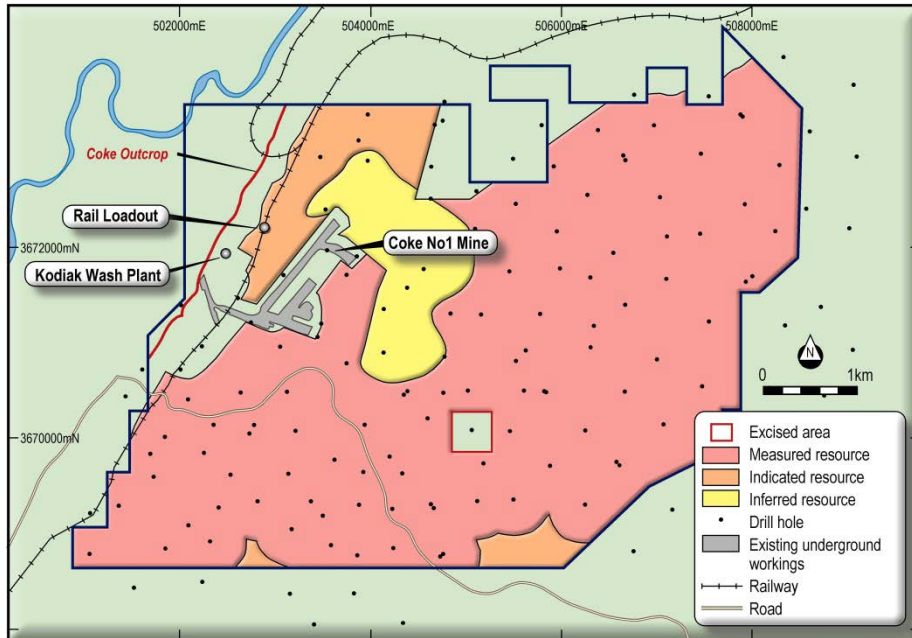 502000mE
504000mE
506000mE
508000mE
Coke Outcrop
Rail Loadout
3672000mN
Coke No1 Mine
Kodiak Wash Plant
N
0 1km
3670000mN
Excised area
Measured resource
Indicated resource
Inferred resource
Drill hole
Existing underground
workings
Railway
Road